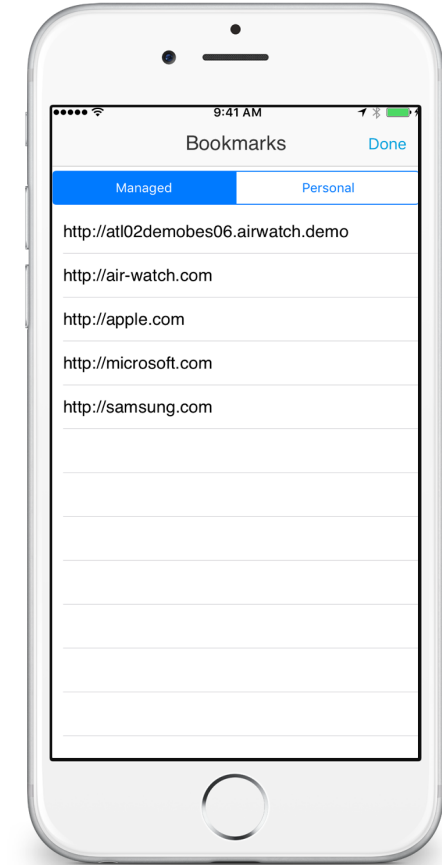 9:41 AM
Bookmarks
Done
Managed
Personal
http://atl02demobes06.airwatch.demo
http://air-watch.com
http://apple.com
http://microsoft.com
http://samsung.com